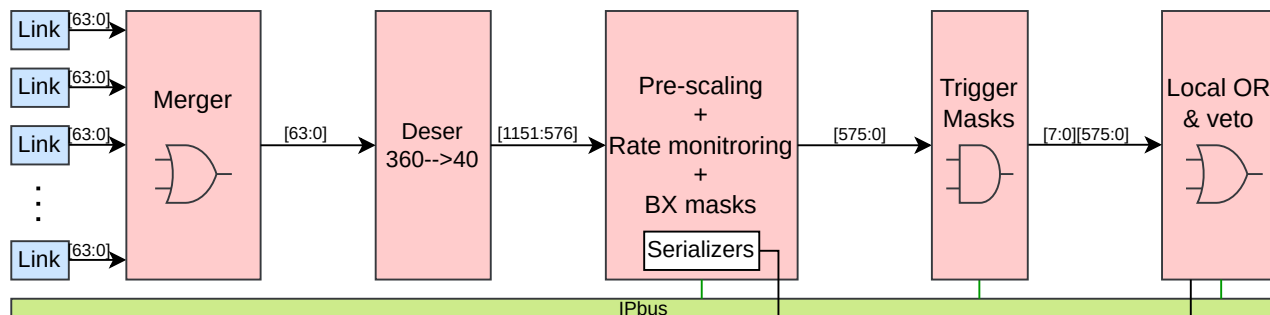 Link
[63:0]
Link
[63:0]
Link
[63:0]
Link
[63:0]
Merger
[63:0]
Deser
360-->40
[1151:576]
Pre-scaling
+
Rate monitroring
+
BX masks
Serializers
[575:0]
Trigger
Masks
[7:0][575:0]
Local OR
& veto
IPbus